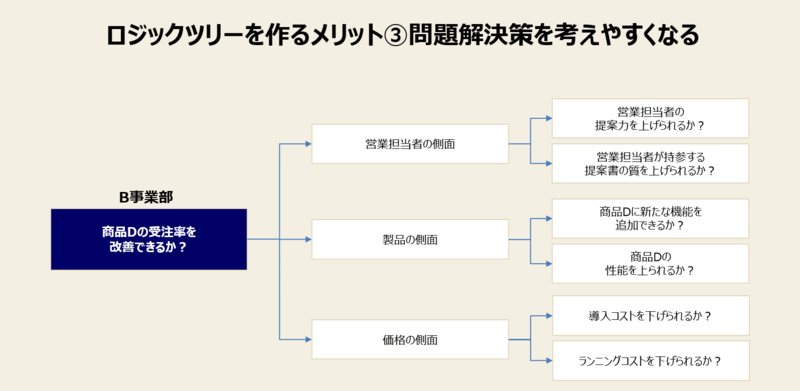 ロジックツリーを作るメリット③問題解決策を考えやすくなる
B事業部
商品Dの受注率を
改善できるか？
営業担当者の側面
営業担当者の
提案力を上げられるか？
営業担当者が持参する
提案書の質を上げられるか？
製品の側面
商品Dに新たな機能を
追加できるか？
商品Dの
性能を上られるか？
価格の側面
導入コストを下げられるか？
ランニングコストを下げられるか？